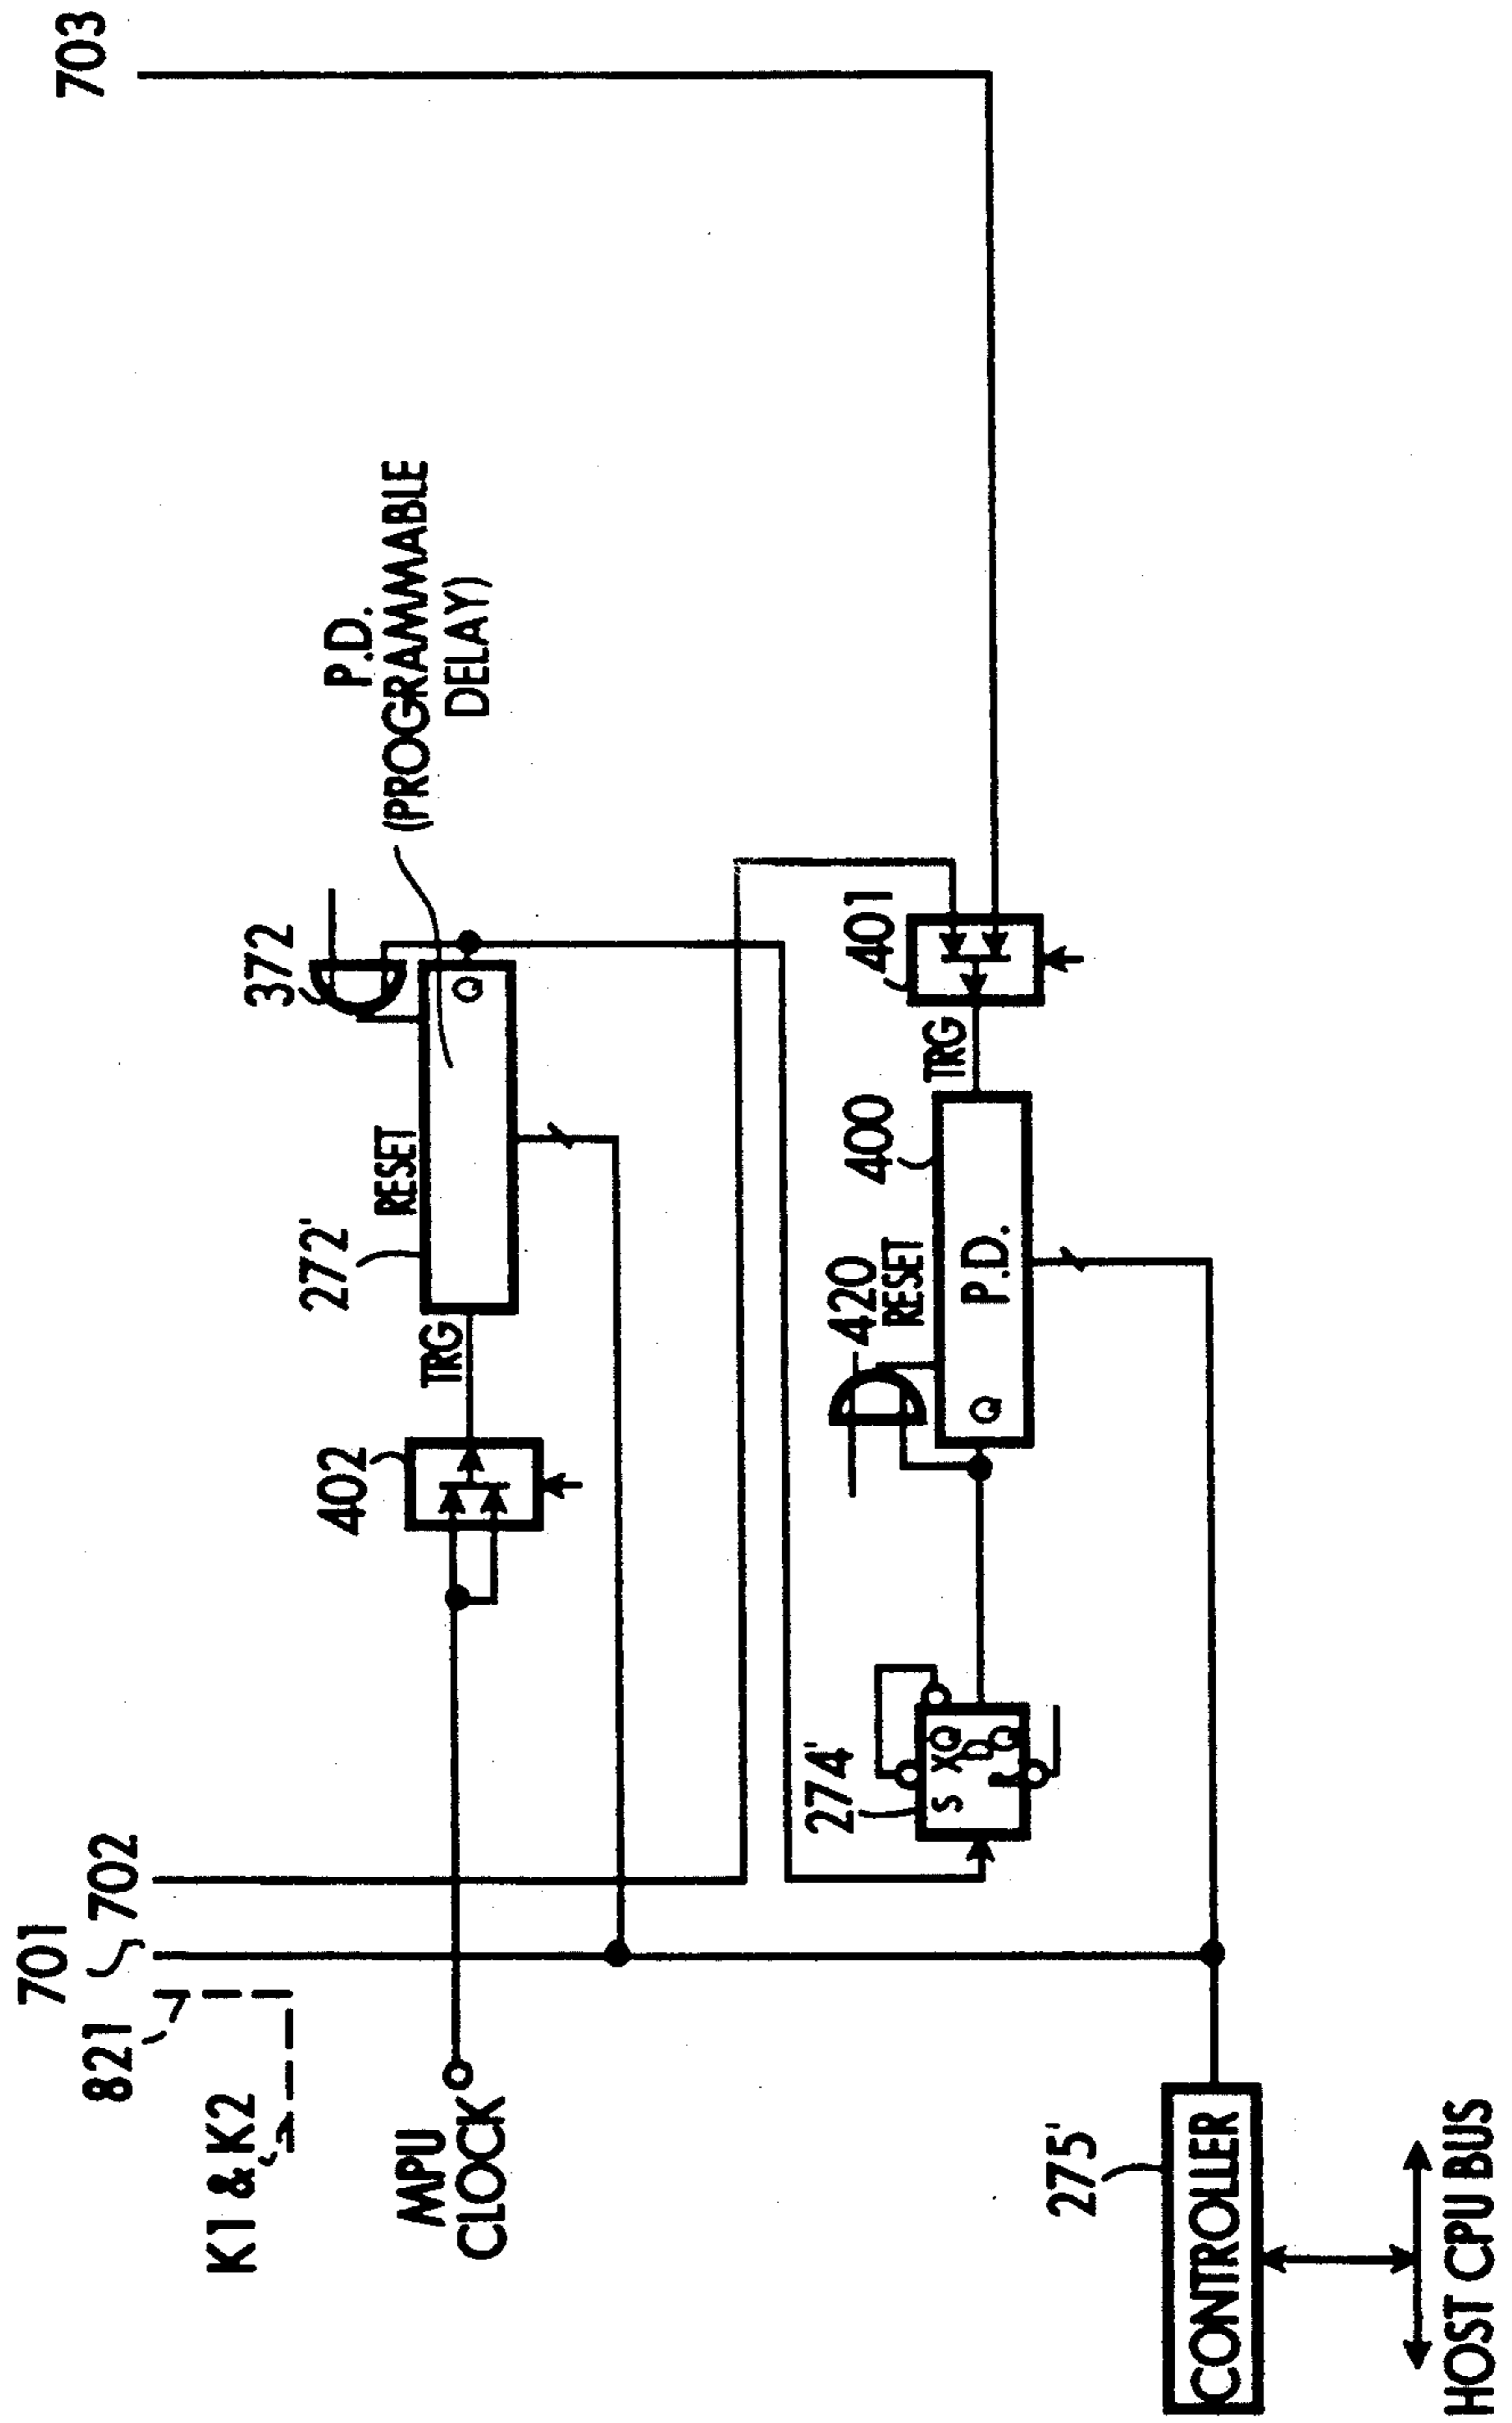 703
P.D.
(PROGRAMMABLE
DELAY)
372
Q
RESET
272'
TRG
402
401
TRG
400
420
RESET
P.D.
Q
274'
S
XQ
D
Q
R
702
701
821
K1 & K2
MPU
CLOCK
275'
CONTROLLER
HOST CPU BUS